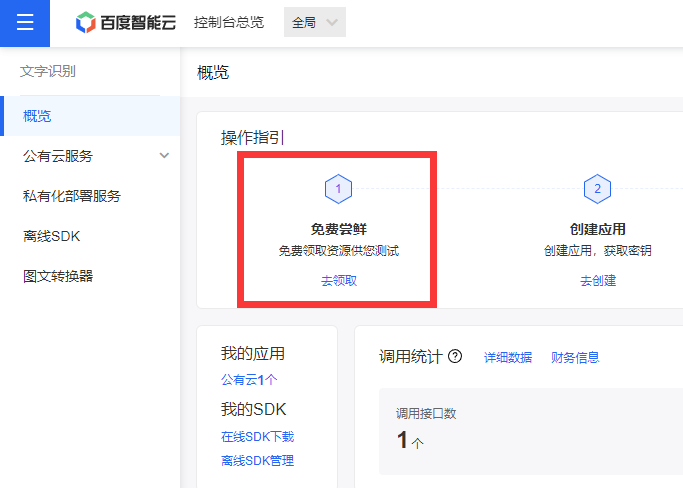 百度智能云 控制台总览 全局
文字识别
概览
公有云服务
私有化部署服务
离线SDK
图文转换器
概览
操作指引
1
免费尝鲜
免费领取资源供您测试
去领取
2
创建应用
创建应用，获取密钥
去创建
我的应用
公有云1个
我的SDK
在线SDK下载
离线SDK管理
调用统计 ? 详细数据 财务信息
调用接口数
1个